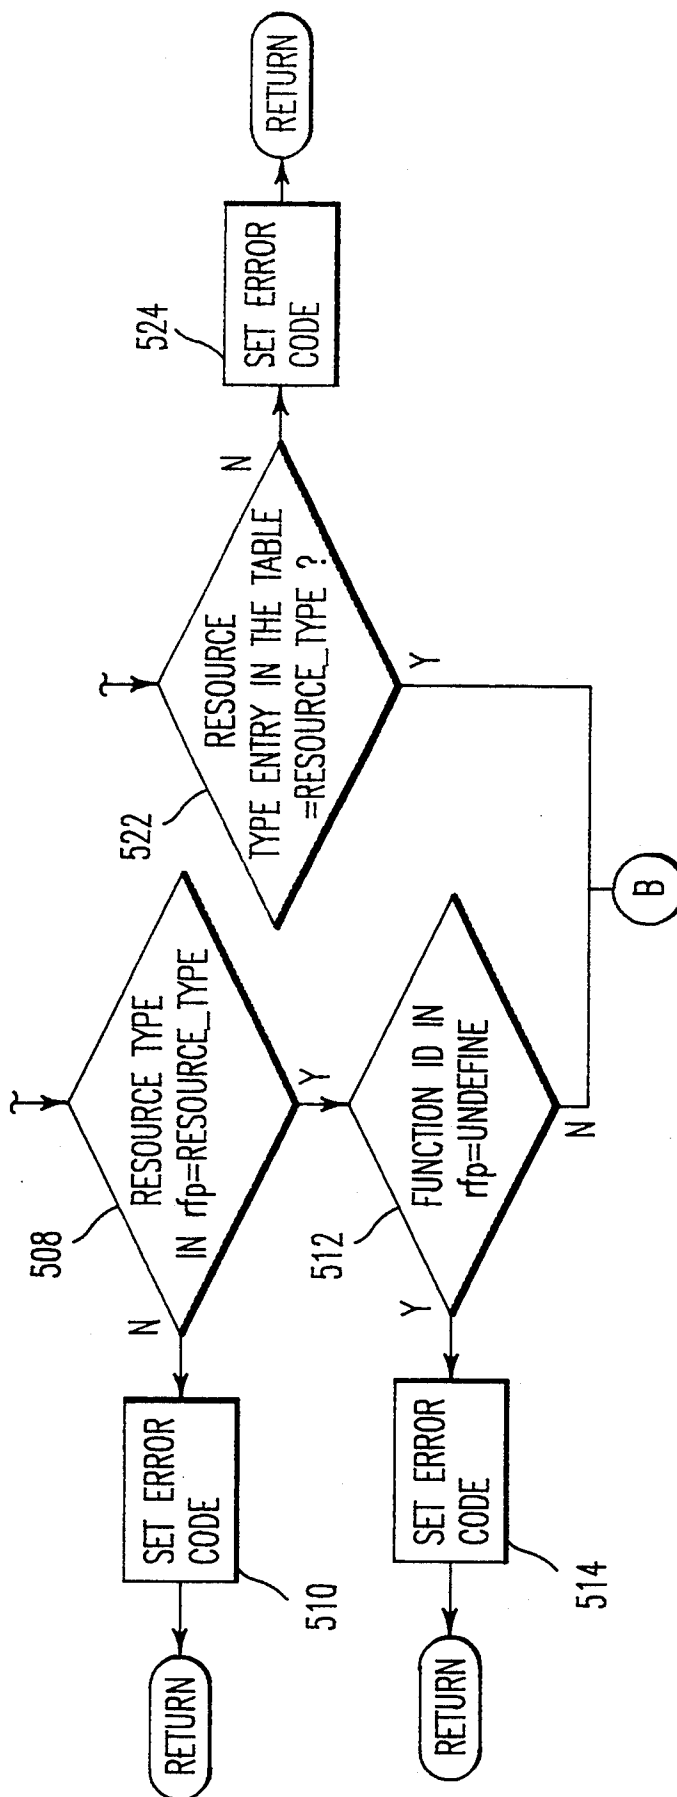 508
RESOURCE TYPE
IN rfp=RESOURCE_TYPE
N
Y
SET ERROR
CODE
510
RETURN
512
FUNCTION ID IN
rfp=UNDEFINE
Y
N
SET ERROR
CODE
514
RETURN
522
RESOURCE
TYPE ENTRY IN THE TABLE
=RESOURCE_TYPE ?
N
Y
524
SET ERROR
CODE
RETURN
B